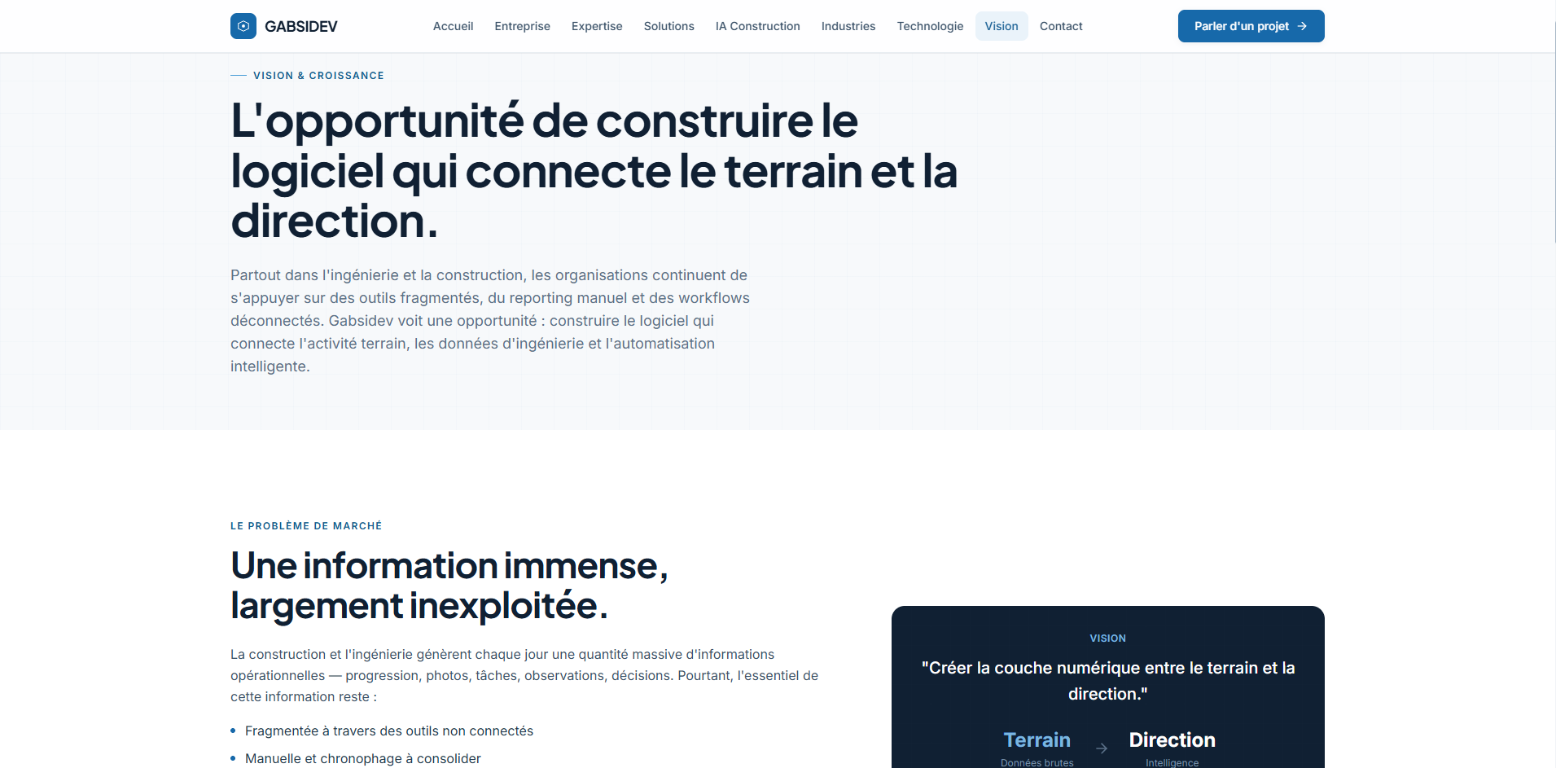 GABSIDEV
Accueil
Entreprise
Expertise
Solutions
IA Construction
Industries
Technologie
Vision
Contact
Parler d'un projet
VISION & CROISSANCE
L'opportunité de construire le
logiciel qui connecte le terrain et la
direction.
Partout dans l'ingénierie et la construction, les organisations continuent de
s'appuyer sur des outils fragmentés, du reporting manuel et des workflows
déconnectés. Gabsidev voit une opportunité : construire le logiciel qui
connecte l'activité terrain, les données d'ingénierie et l'automatisation
intelligente.
LE PROBLÈME DE MARCHÉ
Une information immense,
largement inexploitée.
La construction et l'ingénierie génèrent chaque jour une quantité massive d'informations
opérationnelles — progression, photos, tâches, observations, décisions. Pourtant, l'essentiel de
cette information reste :
Fragmentée à travers des outils non connectés
Manuelle et chronophage à consolider
VISION
"Créer la couche numérique entre le terrain et la
direction."
Terrain → Direction
Données brutes
Intelligence